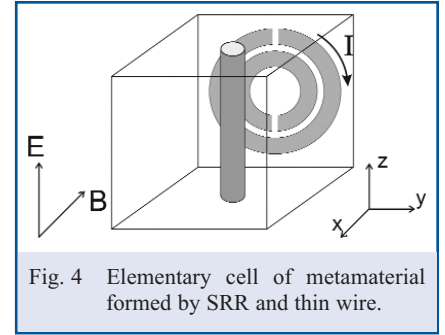 I
E
B
z
y
x
Fig. 4 Elementary cell of metamaterial
formed by SRR and thin wire.